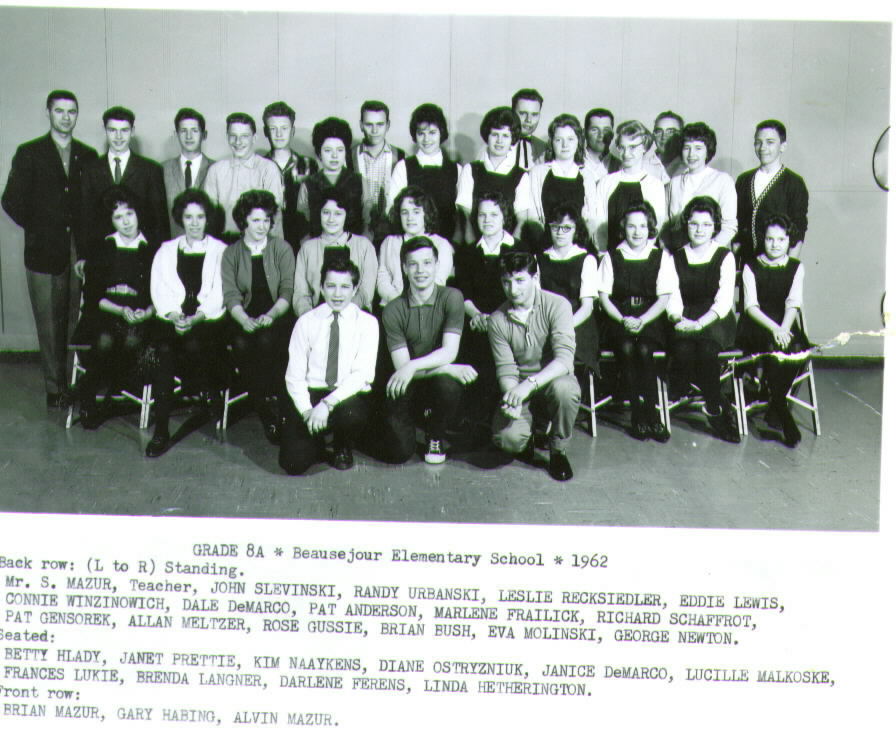 GRADE 8A * Beausejour Elementary School * 1962
Back row: (L to R) Standing.
Mr. S. MAZUR, Teacher, JOHN SLEVINSKI, RANDY URBANSKI, LESLIE RECKSIEDLER, EDDIE LEWIS,
CONNIE WINZINOWICH, DALE DeMARCO, PAT ANDERSON, MARLENE FRAILICK, RICHARD SCHAFFROT,
PAT GENSOREK, ALLAN MELTZER, ROSE GUSSIE, BRIAN BUSH, EVA MOLINSKI, GEORGE NEWTON.
Seated:
BETTY HLADY, JANET PRETTIE, KIM NAAYKENS, DIANE OSTRYZNIUK, JANICE DeMARCO, LUCILLE MALKOSKE,
FRANCES LUKIE, BRENDA LANGNER, DARLENE FERENS, LINDA HETHERINGTON.
Front row:
BRIAN MAZUR, GARY HABING, ALVIN MAZUR.